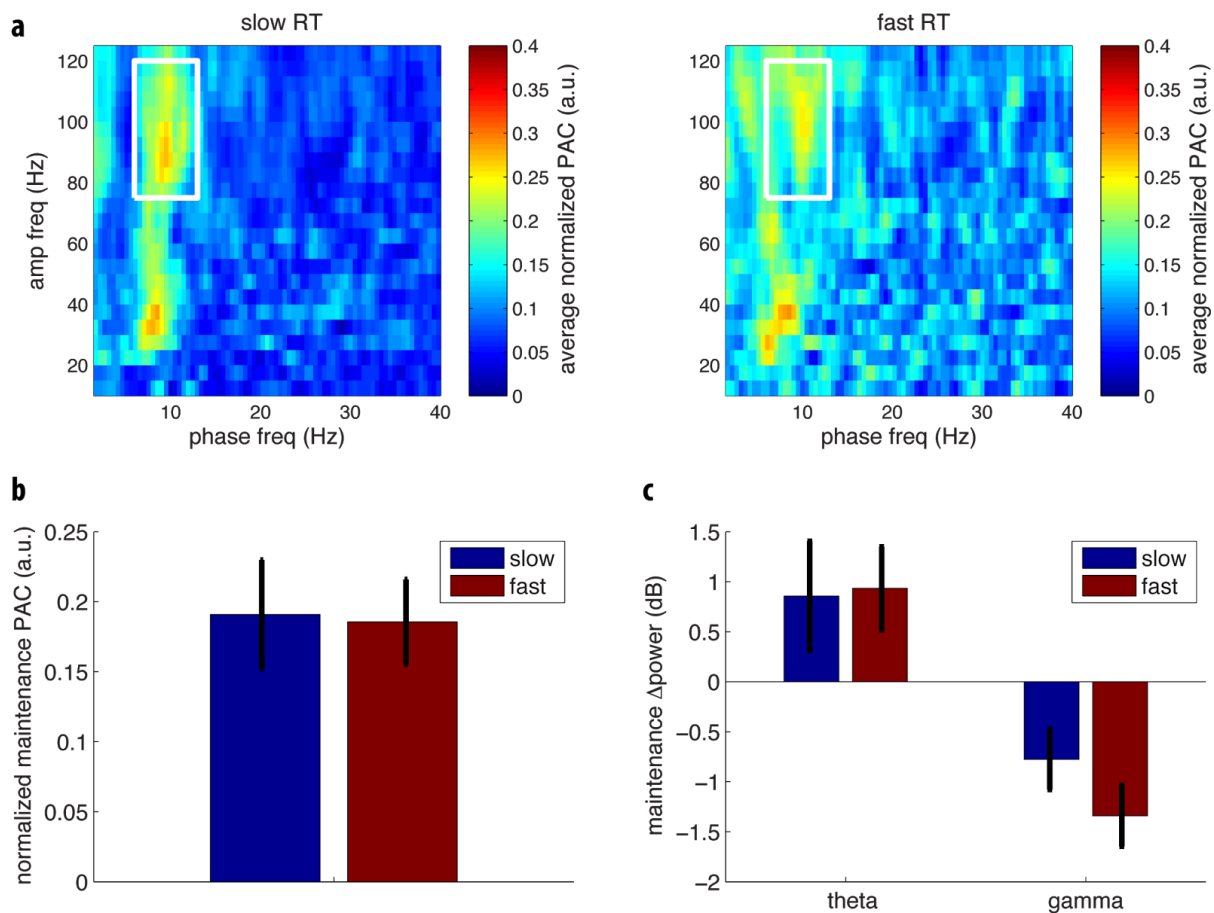 a
slow RT
fast RT
amp freq (Hz)
120
100
80
60
40
20
10
20
30
40
phase freq (Hz)
0.4
0.35
0.3
0.25
0.2
0.15
0.1
0.05
0
average normalized PAC (a.u.)
120
100
80
60
40
20
10
20
30
40
phase freq (Hz)
0.4
0.35
0.3
0.25
0.2
0.15
0.1
0.05
0
average normalized PAC (a.u.)
b
normalized maintenance PAC (a.u.)
0.25
0.2
0.15
0.1
0.05
0
slow
fast
c
maintenance Δpower (dB)
1.5
1
0.5
0
−0.5
−1
−1.5
−2
slow
fast
theta
gamma